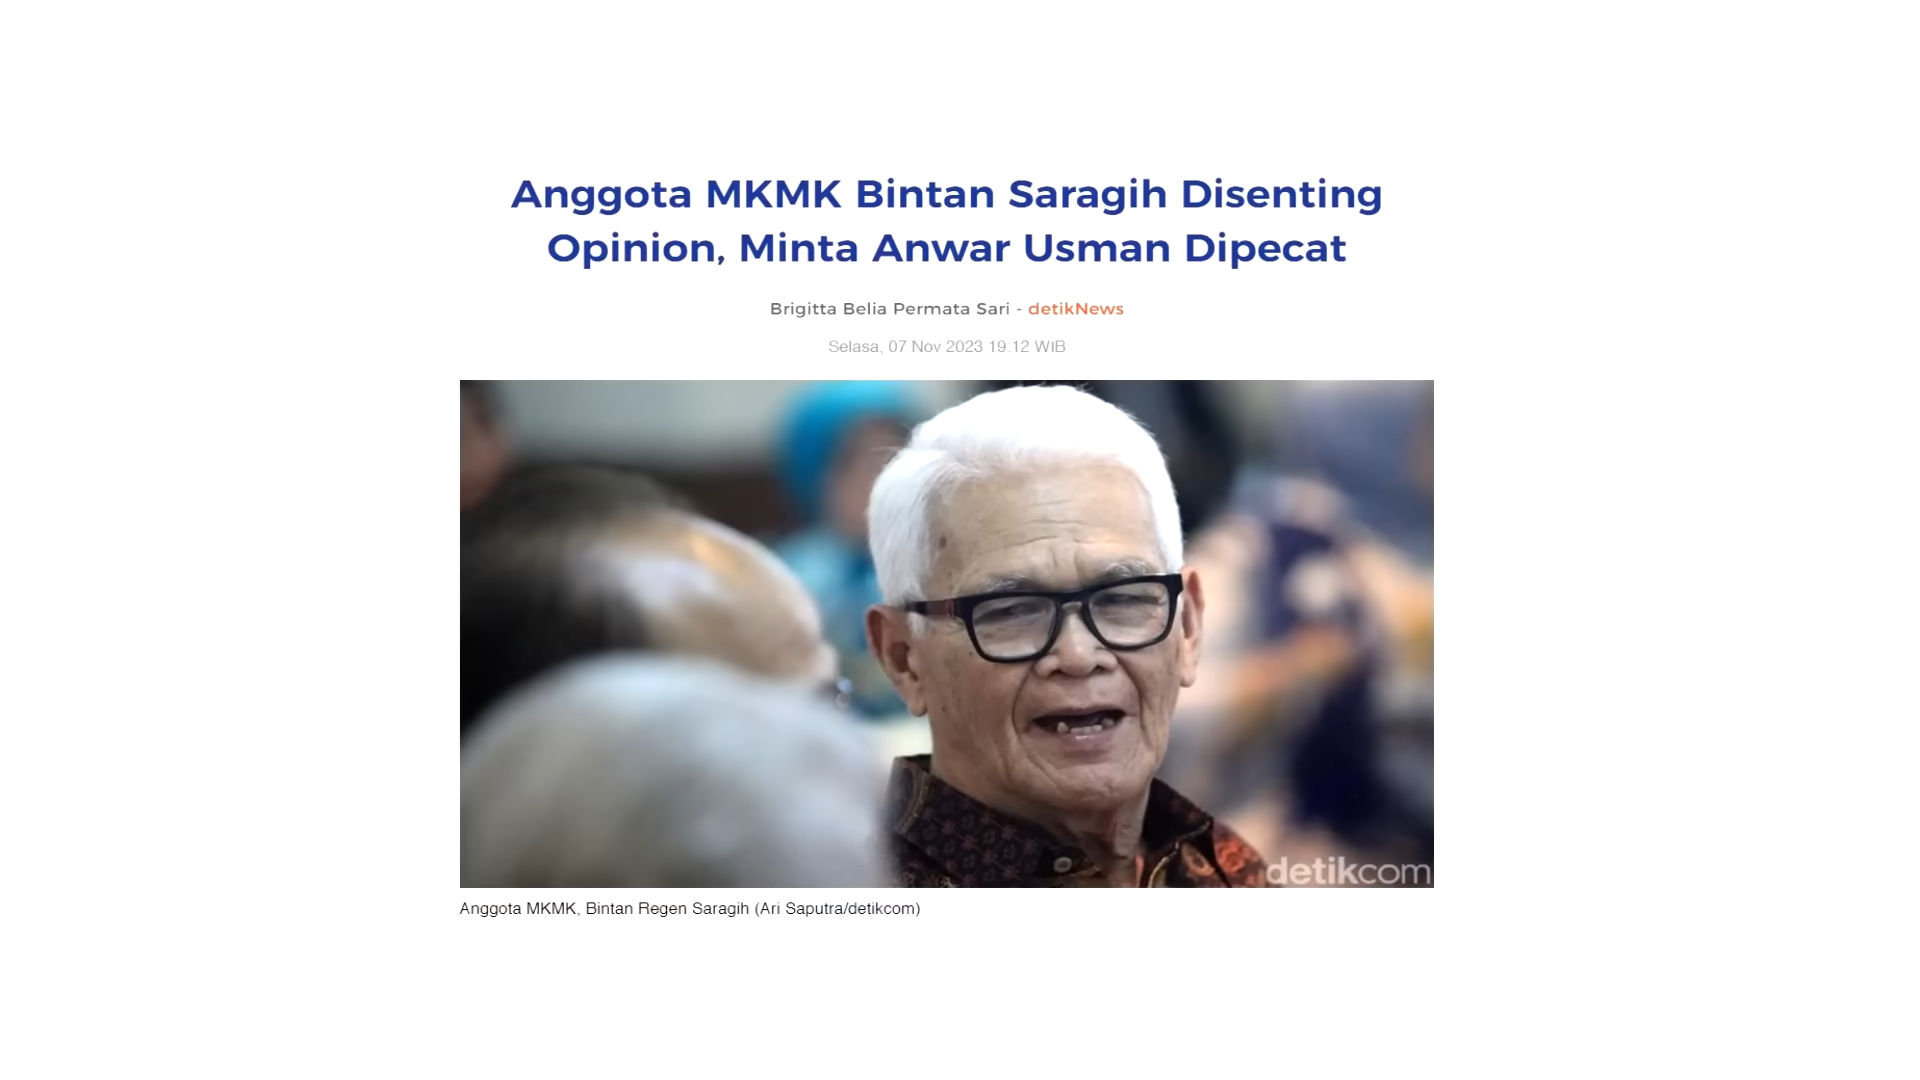 Anggota MKMK Bintan Saragih Disenting
Opinion, Minta Anwar Usman Dipecat
Brigitta Belia Permata Sari - detikNews
Selasa, 07 Nov 2023 19:12 WIB
detikcom
Anggota MKMK, Bintan Regen Saragih (Ari Saputra/detikcom)